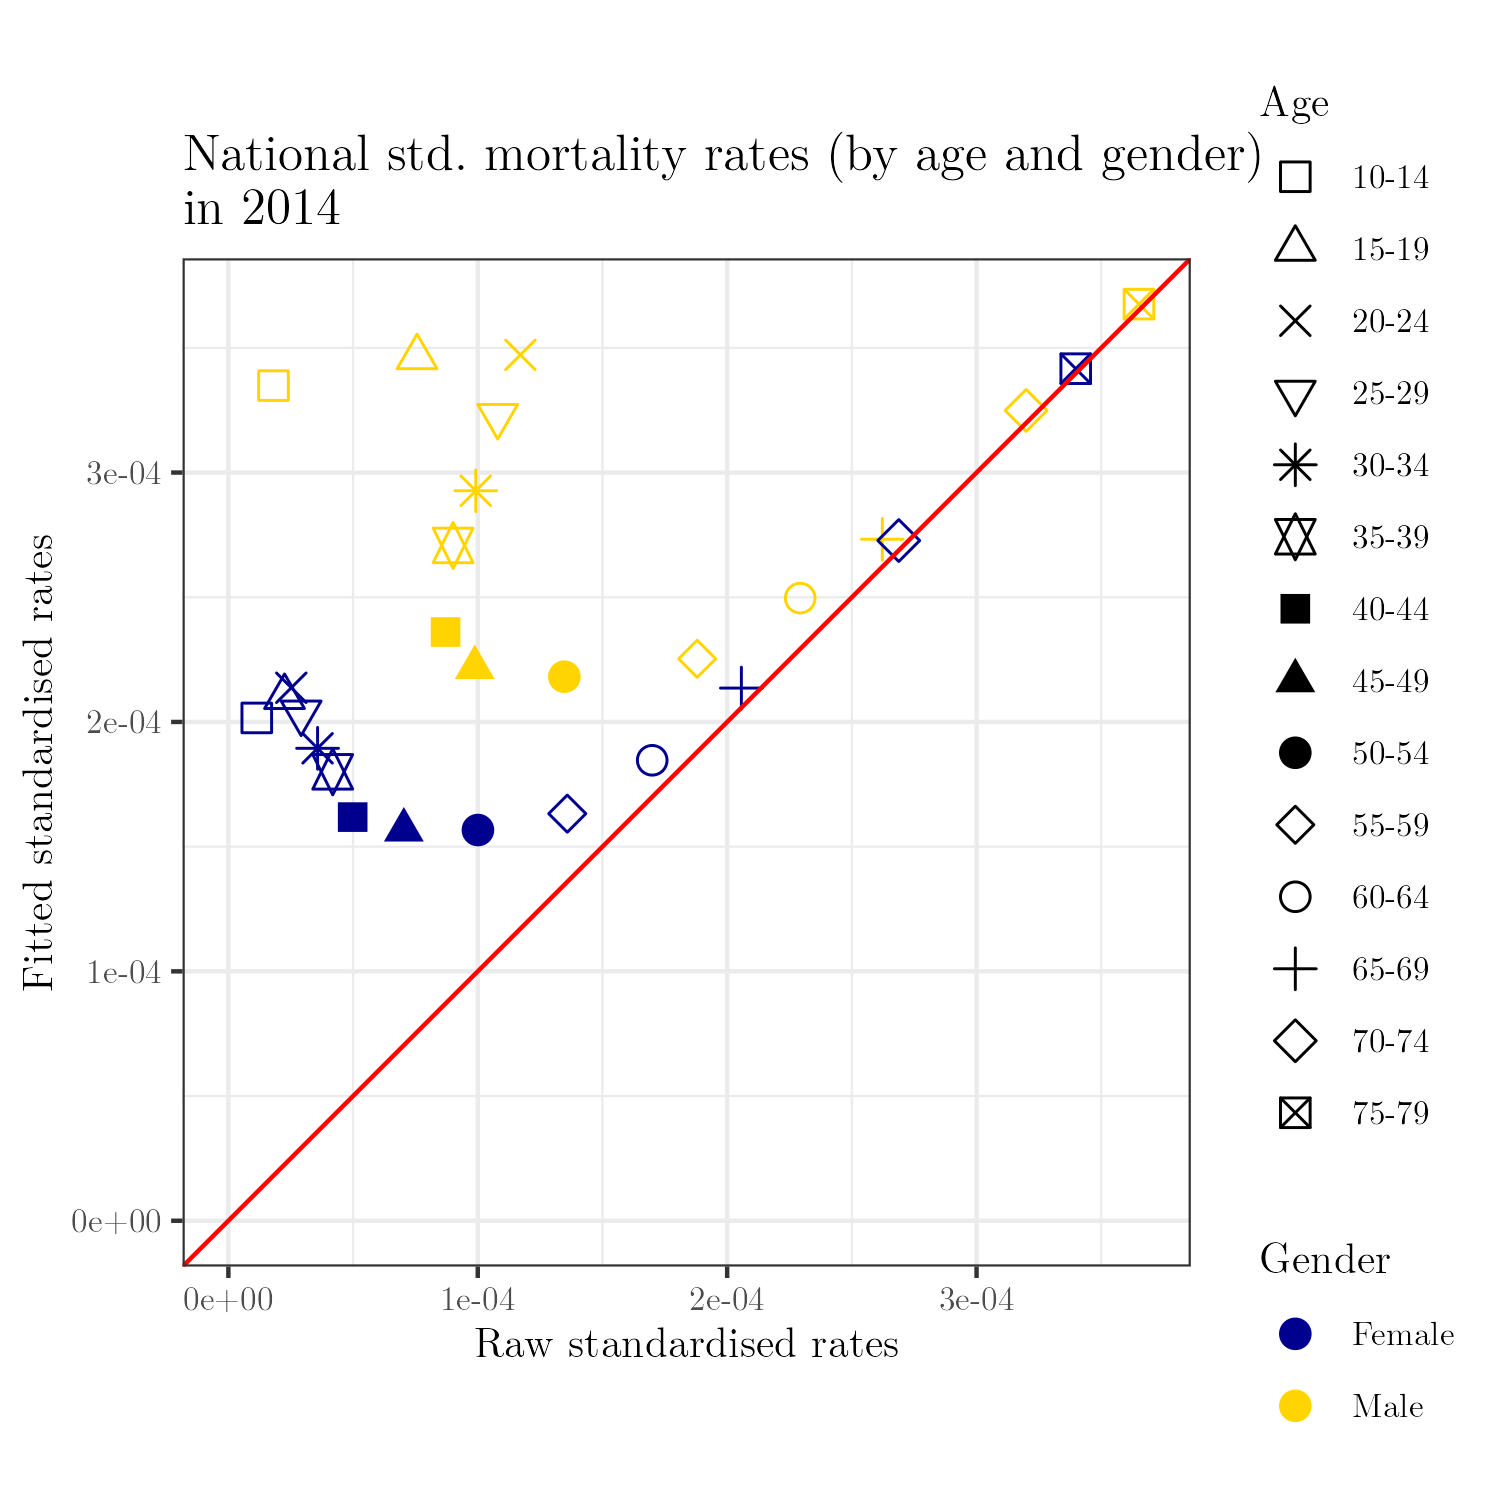 National std. mortality rates (by age and gender)
in 2014
Fitted standardised rates
3e-04
2e-04
1e-04
0e+00
0e+00 1e-04 2e-04 3e-04
Raw standardised rates
Age
10-14
15-19
20-24
25-29
30-34
35-39
40-44
45-49
50-54
55-59
60-64
65-69
70-74
75-79
Gender
Female
Male